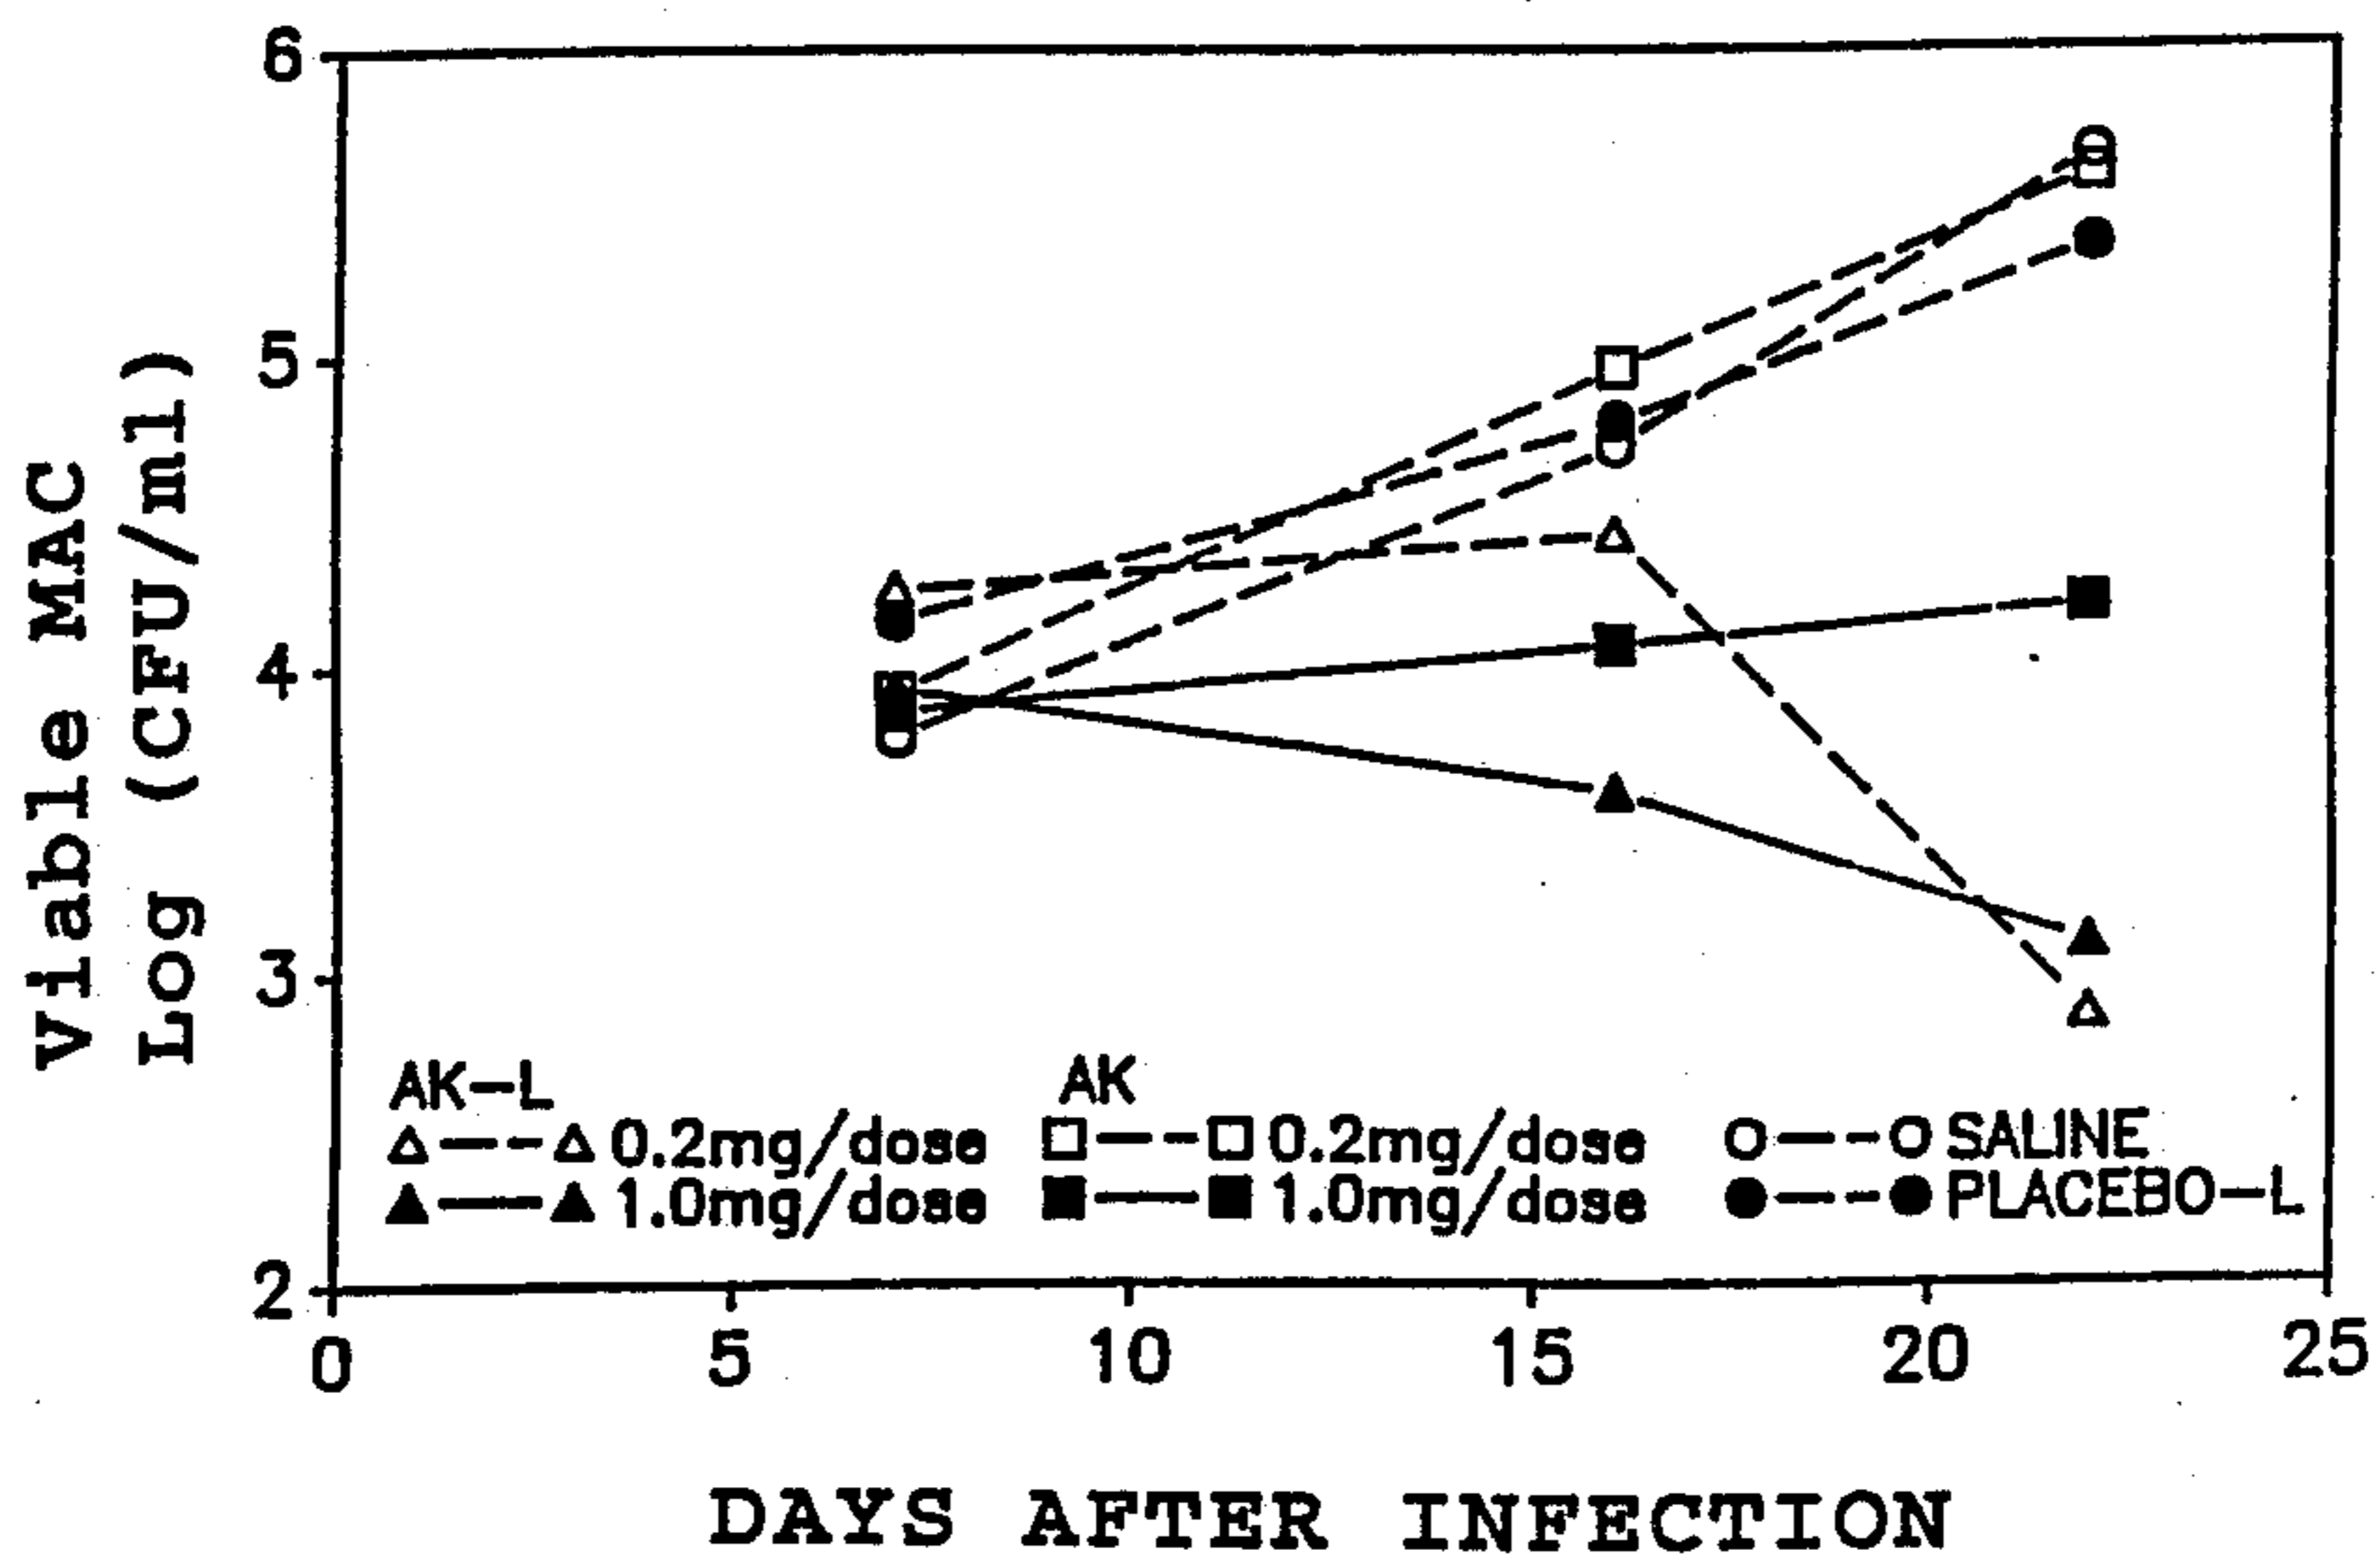 Viable MAC
Log (CFU/ml)
6
5
4
3
2
AK-L
0.2mg/dose
1.0mg/dose
AK
0.2mg/dose
1.0mg/dose
SALINE
PLACEBO-L
0 5 10 15 20 25
DAYS AFTER INFECTION